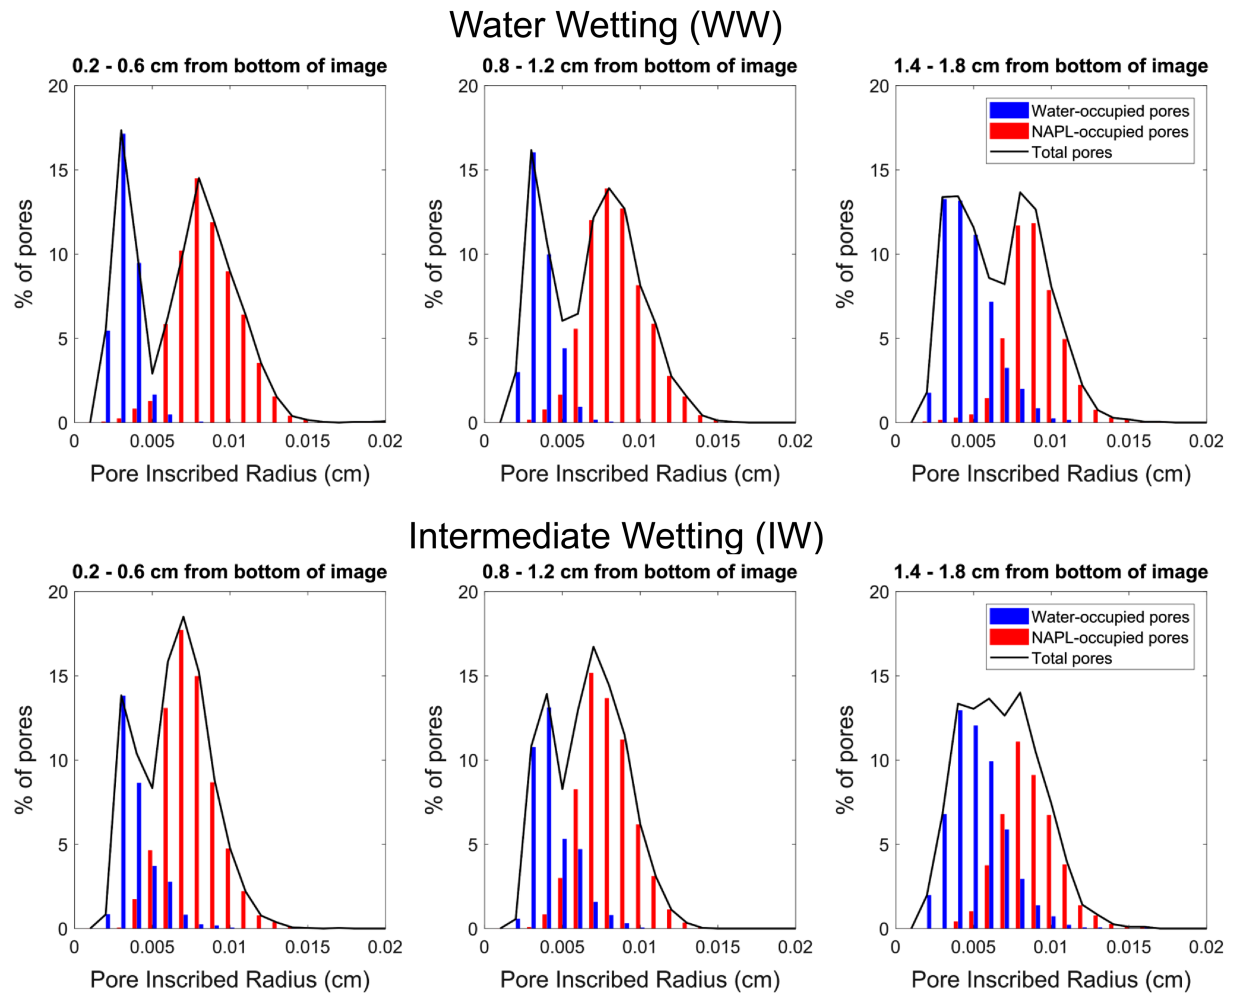 Water Wetting (WW)
0.2 - 0.6 cm from bottom of image
20
15
10
5
0
% of pores
0 0.005 0.01 0.015 0.02
Pore Inscribed Radius (cm)
0.8 - 1.2 cm from bottom of image
20
15
10
5
0
% of pores
0 0.005 0.01 0.015 0.02
Pore Inscribed Radius (cm)
1.4 - 1.8 cm from bottom of image
20
15
10
5
0
% of pores
Water-occupied pores
NAPL-occupied pores
Total pores
0 0.005 0.01 0.015 0.02
Pore Inscribed Radius (cm)
Intermediate Wetting (IW)
0.2 - 0.6 cm from bottom of image
20
15
10
5
0
% of pores
0 0.005 0.01 0.015 0.02
Pore Inscribed Radius (cm)
0.8 - 1.2 cm from bottom of image
20
15
10
5
0
% of pores
0 0.005 0.01 0.015 0.02
Pore Inscribed Radius (cm)
1.4 - 1.8 cm from bottom of image
20
15
10
5
0
% of pores
Water-occupied pores
NAPL-occupied pores
Total pores
0 0.005 0.01 0.015 0.02
Pore Inscribed Radius (cm)